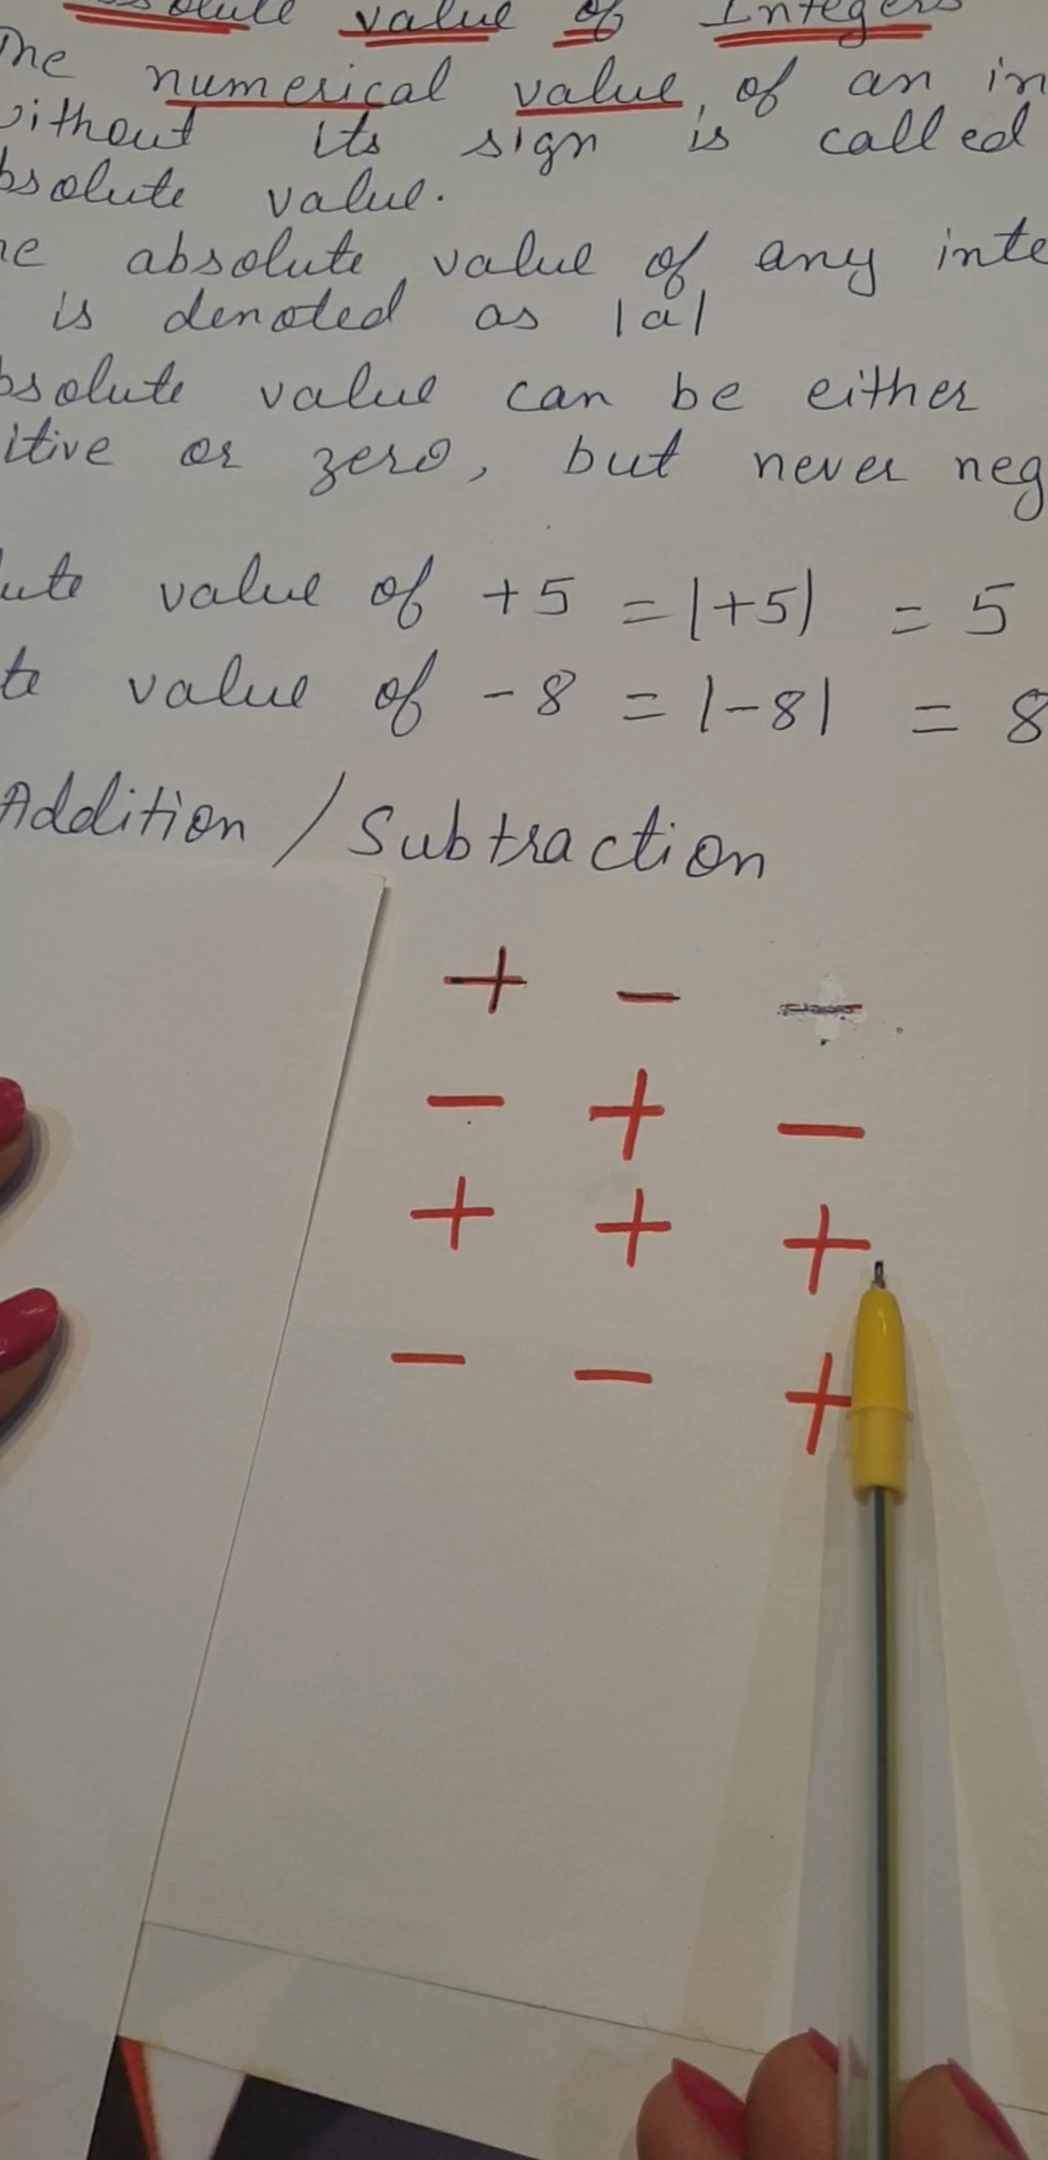 value of Integers
The numerical value of an in
without its sign is called
absolute value.
absolute value of any inte
is denoted as |a|
bsolute value can be either
itive or zero, but never neg
ute value of +5 = |+5| = 5
te value of -8 = |-8| = 8
Addition / Subtraction
+ - -
- + -
+ + +
- - +